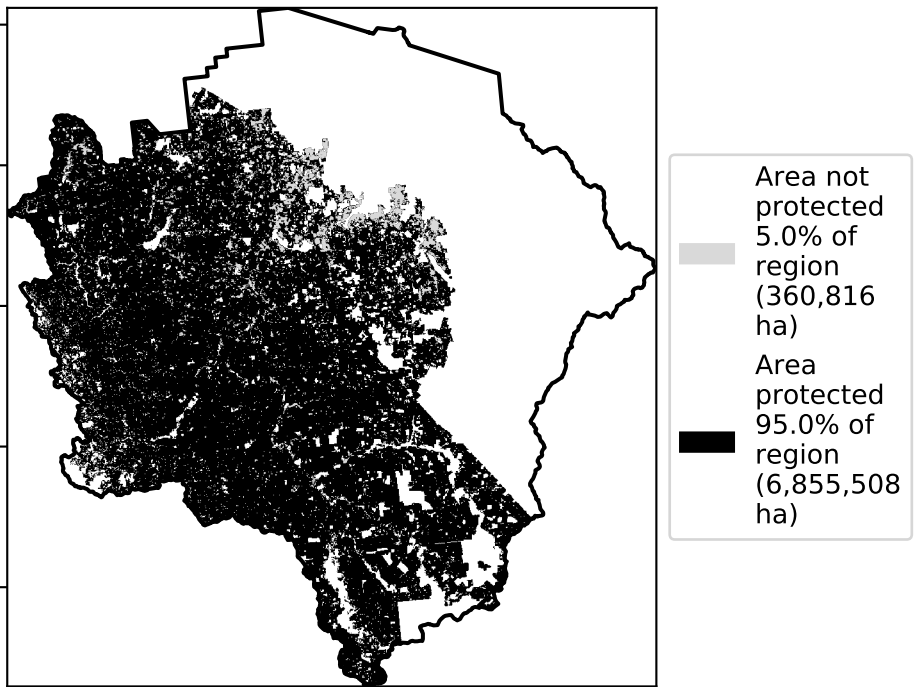 Area not
protected
5.0% of
region
(360,816
ha)
Area
protected
95.0% of
region
(6,855,508
ha)